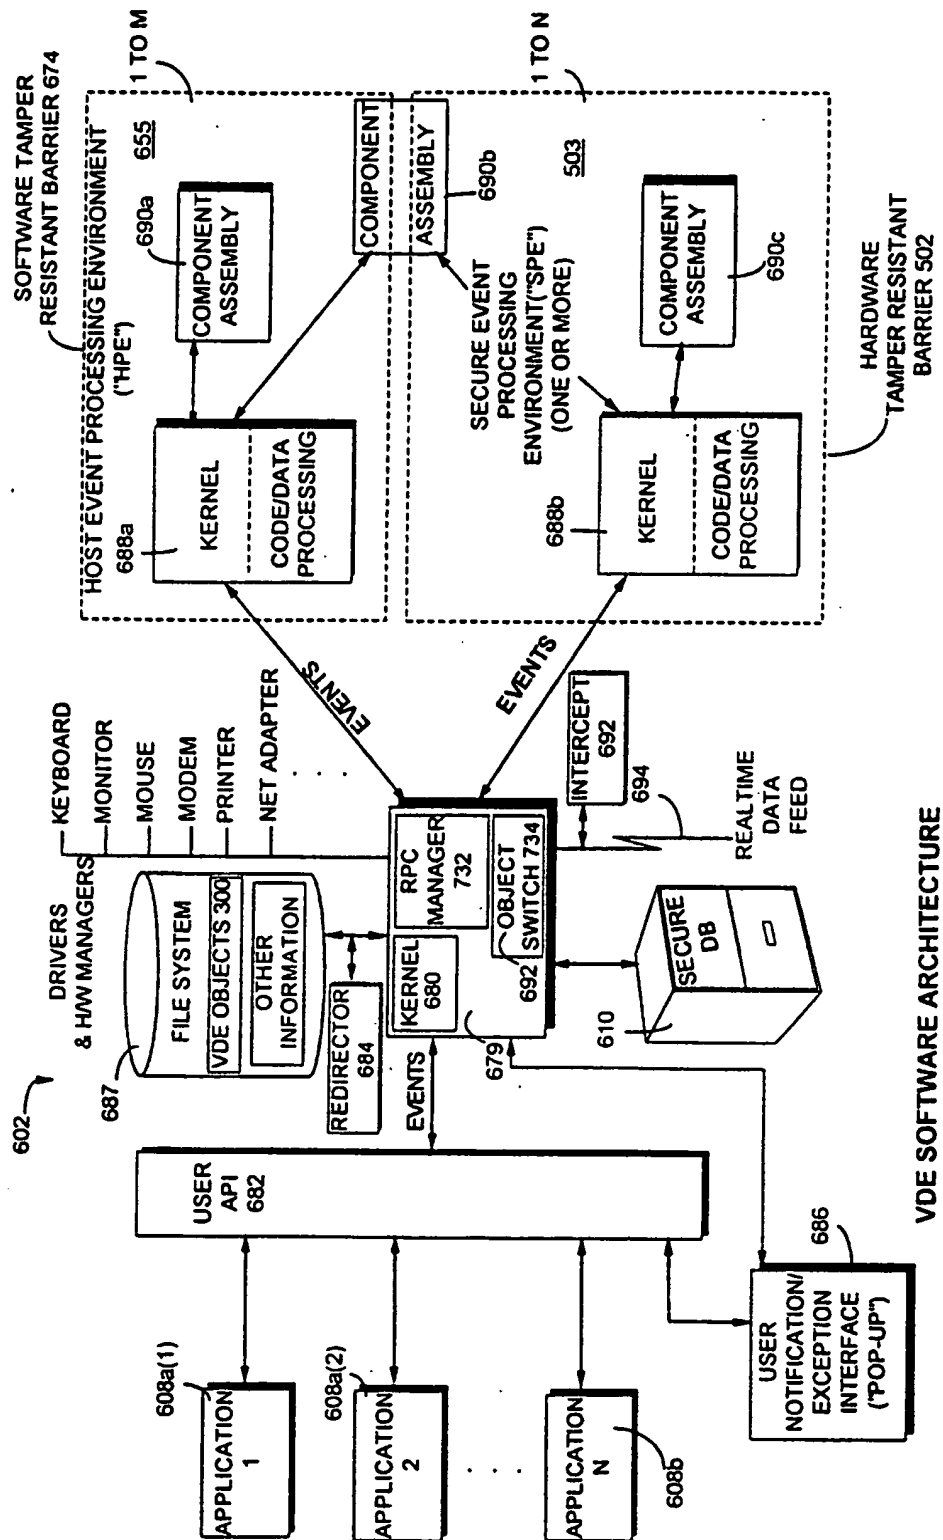 602
SOFTWARE TAMPER
RESISTANT BARRIER 674
HOST EVENT PROCESSING ENVIRONMENT
("HPE")
655
1 TO M
690a
COMPONENT
ASSEMBLY
688a
KERNEL
CODE/DATA
PROCESSING
COMPONENT
ASSEMBLY
690b
SECURE EVENT
PROCESSING
ENVIRONMENT("SPE")
(ONE OR MORE)
503
1 TO N
688b
KERNEL
CODE/DATA
PROCESSING
COMPONENT
ASSEMBLY
690c
HARDWARE
TAMPER RESISTANT
BARRIER 502
DRIVERS
& H/W MANAGERS
KEYBOARD
MONITOR
MOUSE
MODEM
PRINTER
NET ADAPTER
. . . .
EVENTS
EVENTS
687
FILE SYSTEM
VDE OBJECTS 300
OTHER
INFORMATION
REDIRECTOR
684
EVENTS
KERNEL
680
RPC
MANAGER
732
692
OBJECT
SWITCH 734
679
INTERCEPT
692
694
REALTIME
DATA
FEED
610
SECURE
DB
USER
API
682
608a(1)
APPLICATION
1
608a(2)
APPLICATION
2
. . . .
APPLICATION
N
608b
686
USER
NOTIFICATION/
EXCEPTION
INTERFACE
("POP-UP")
VDE SOFTWARE ARCHITECTURE